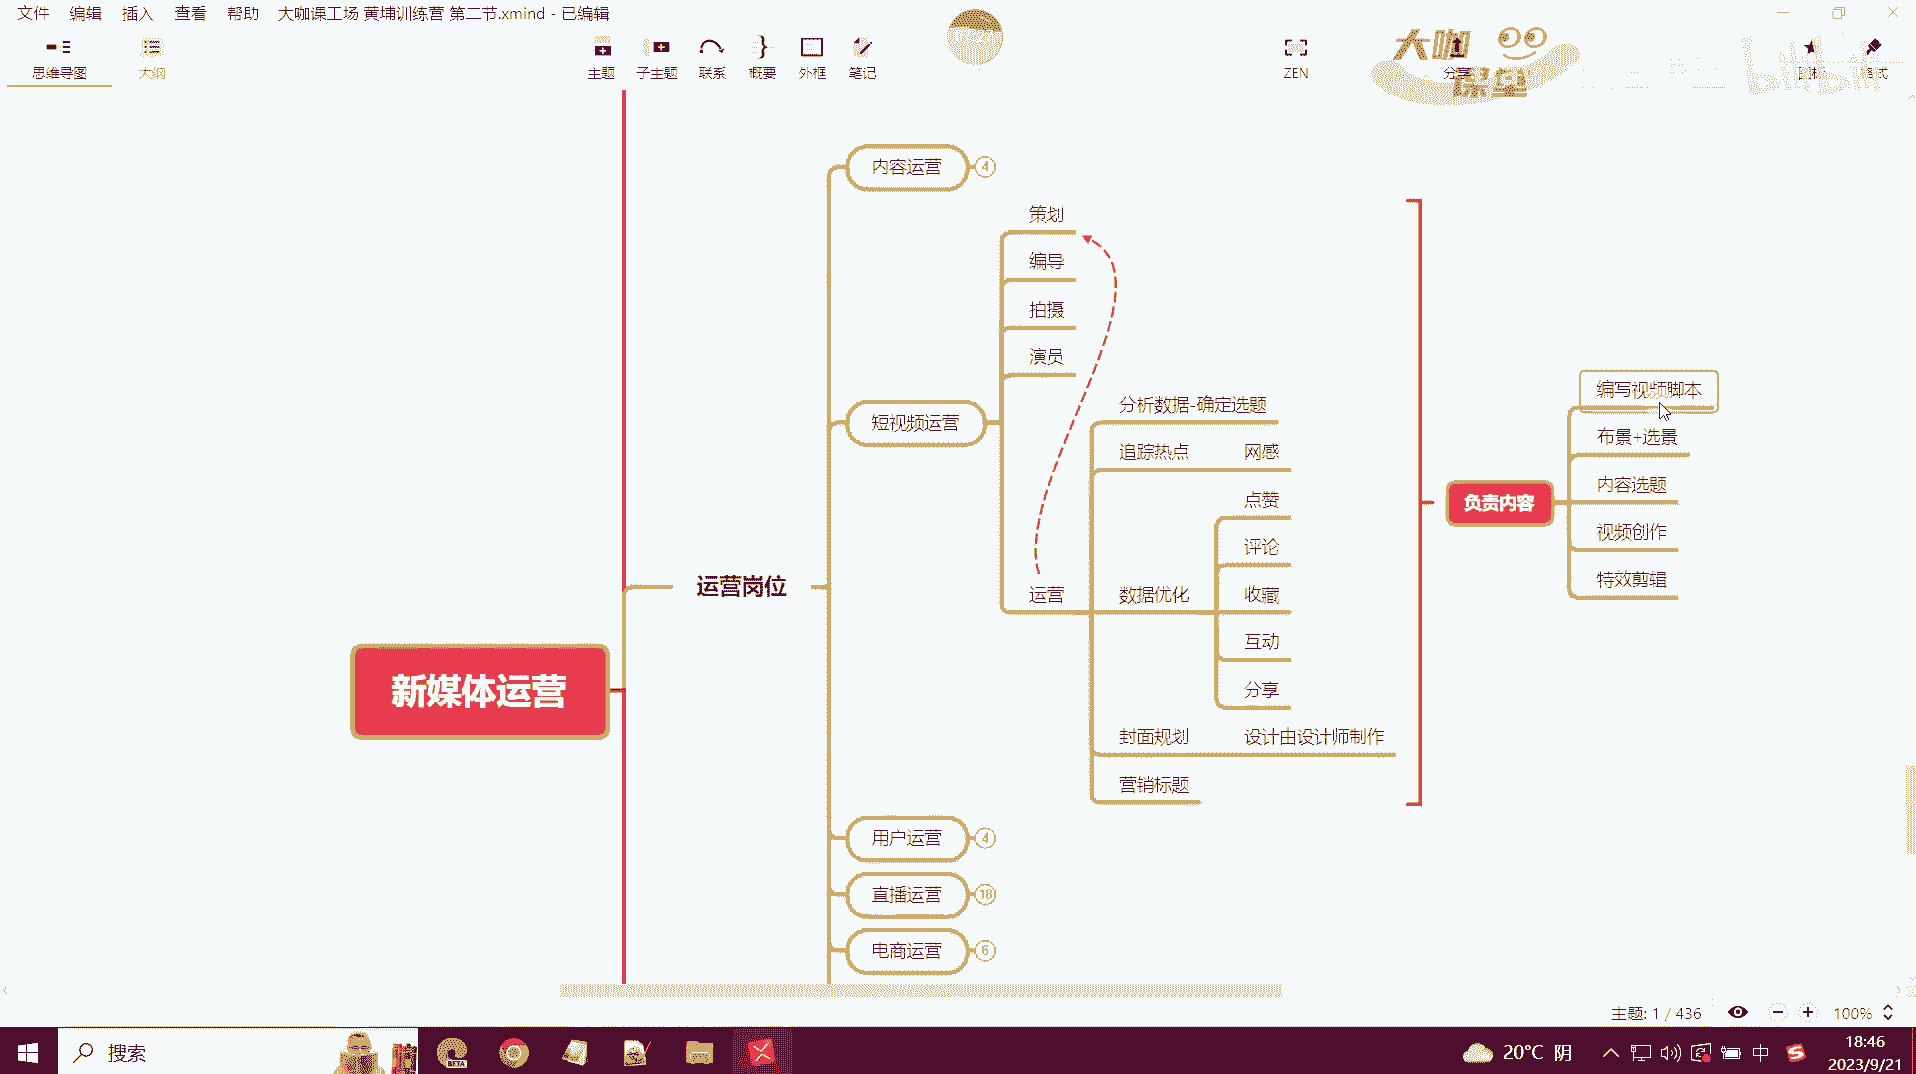 文件 编辑 插入 查看 帮助 大咖课工场 黄埔训练营 第二节.xmind - 已编辑
思维导图 大纲 主题 子主题 联系 概要 外框 笔记 ZEN 分享
大咖
课堂
bilibili
内容运营 4
策划
编导
拍摄
演员
短视频运营
分析数据-确定选题
追踪热点 网感
点赞
评论
运营 数据优化 收藏
互动
分享
封面规划 设计由设计师制作
营销标题
编写视频脚本
布景+选景
内容选题
负责内容
视频创作
特效剪辑
运营岗位
新媒体运营
用户运营 4
直播运营 18
电商运营 6
主题: 1 / 436 100%
搜索
BETA
20°C 阴
中
18:46
2023/9/21